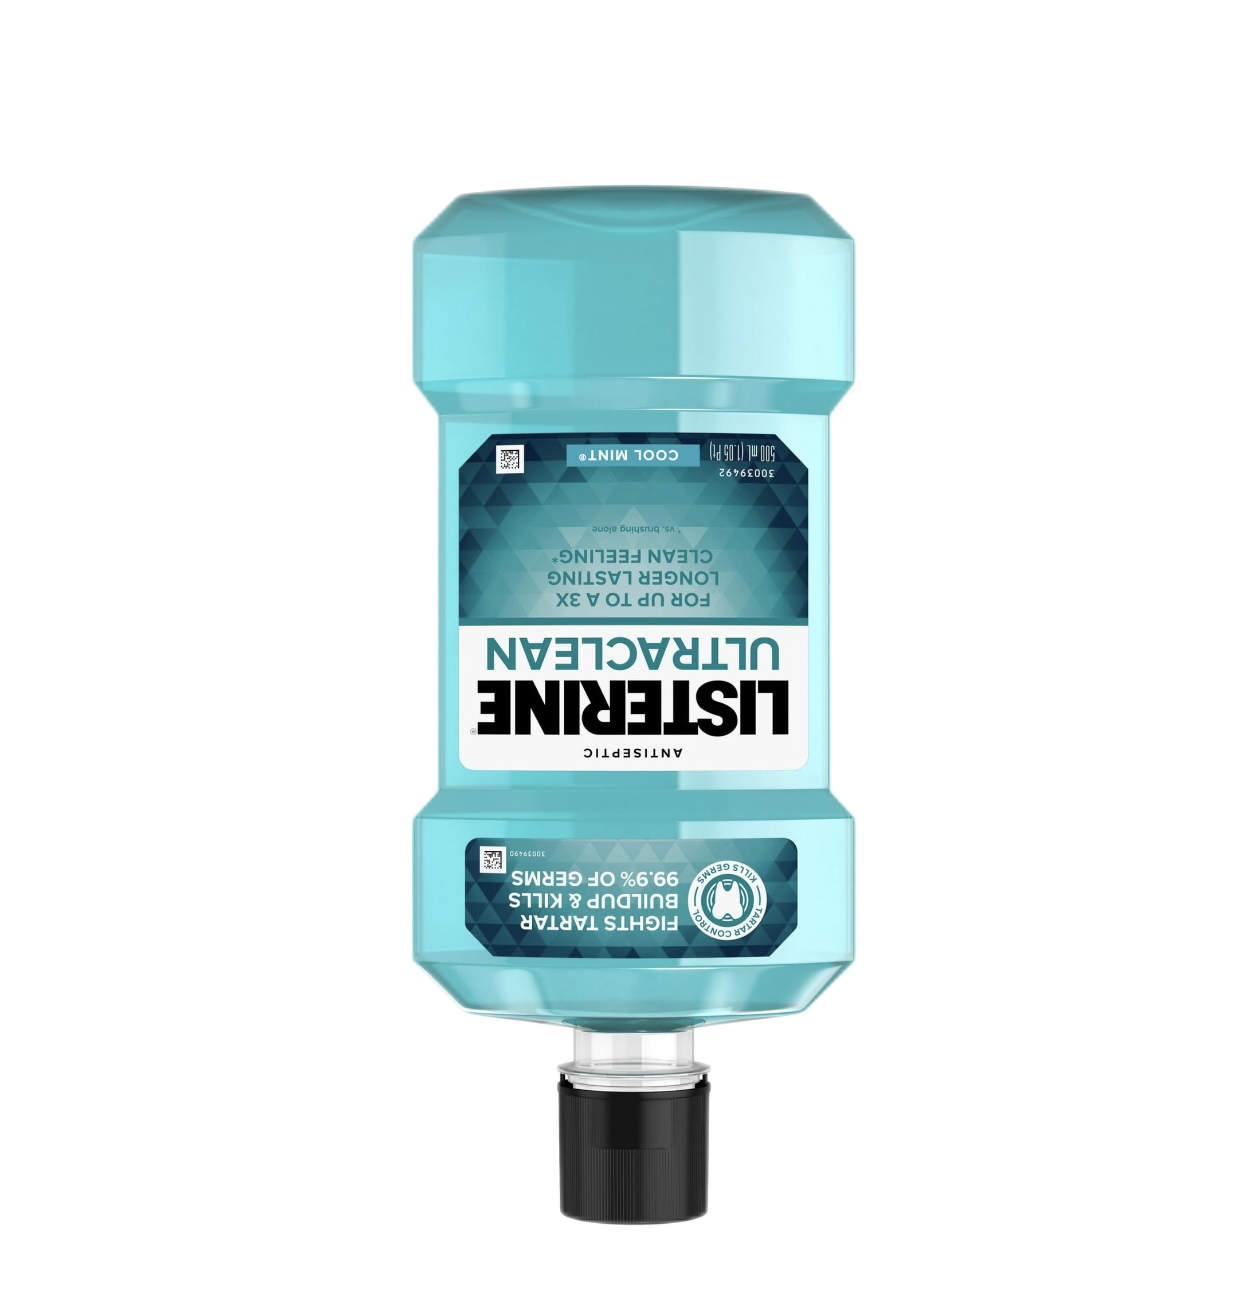 FIGHTS TARTAR
BUILDUP & KILLS
99.9% OF GERMS
TARTAR CONTROL
KILLS GERMS
30039490
ANTISEPTIC
LISTERINE®
ULTRACLEAN
FOR UP TO A 3X
LONGER LASTING
CLEAN FEELING*
* vs. brushing alone
30039492
500 mL (1.05 Pt)
COOL MINT®